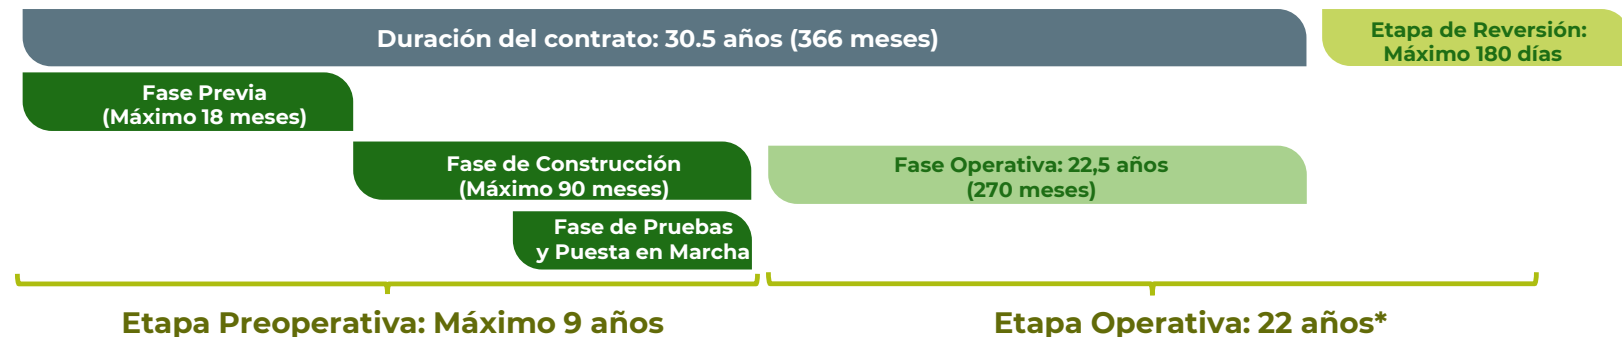 Duración del contrato: 30.5 años (366 meses)
Etapa de Reversión:
Máximo 180 días
Fase Previa
(Máximo 18 meses)
Fase de Construcción
(Máximo 90 meses)
Fase Operativa: 22,5 años
(270 meses)
Fase de Pruebas
y Puesta en Marcha
Etapa Preoperativa: Máximo 9 años
Etapa Operativa: 22 años*